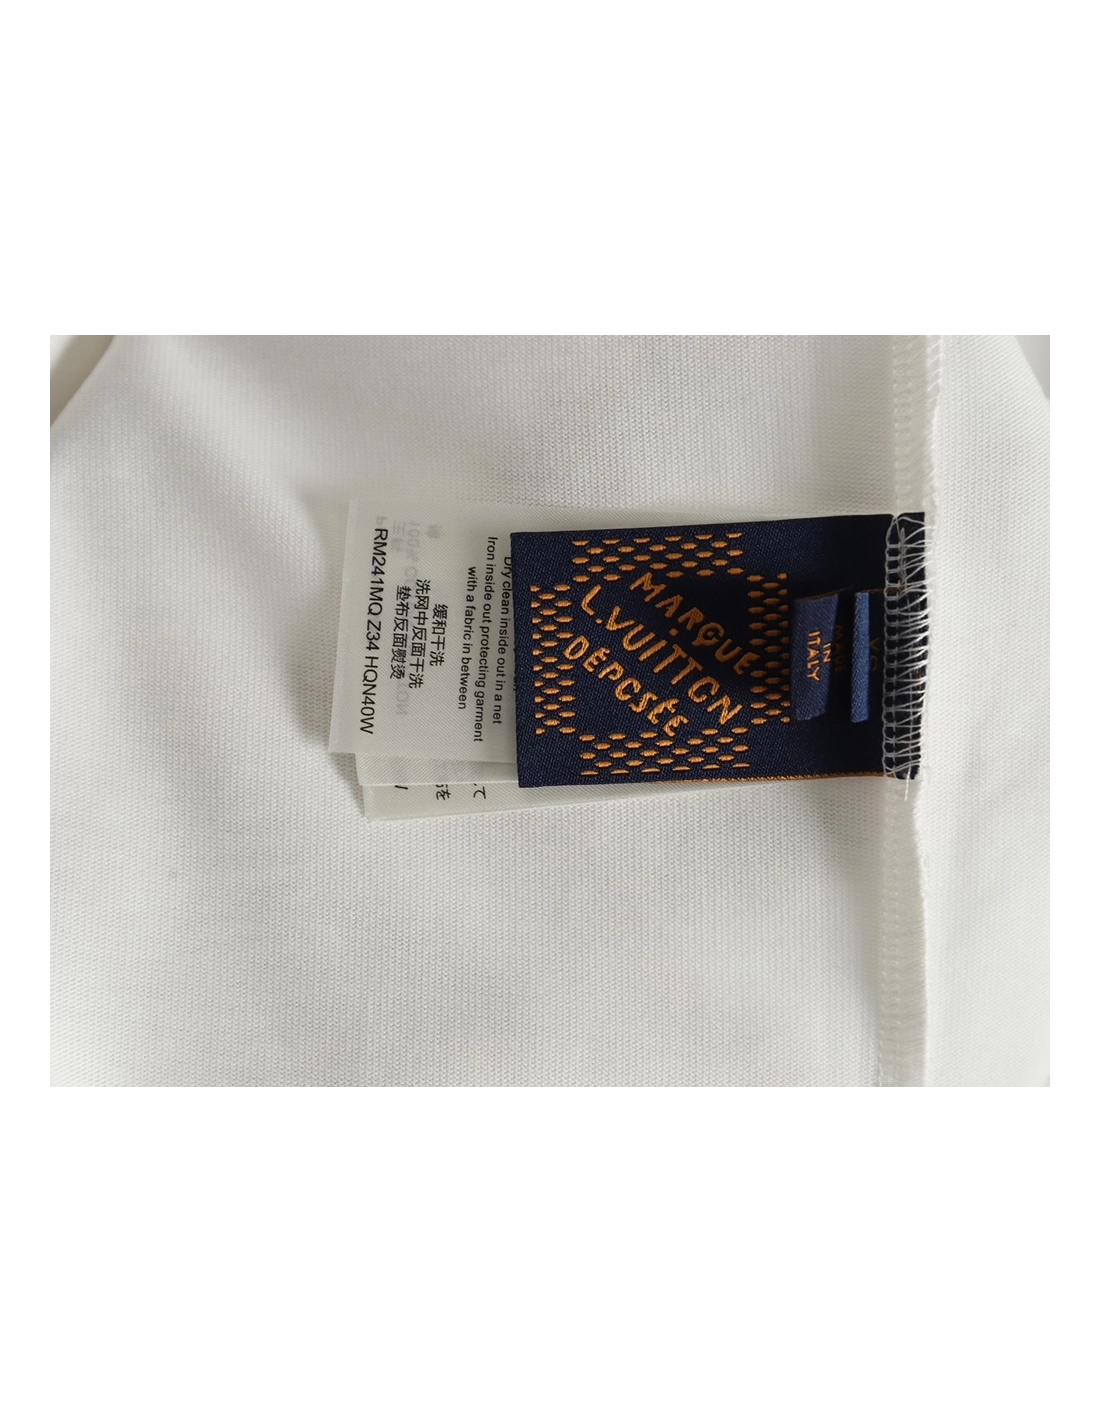 MARQUE
L.VUITTON
DÉPOSÉE
IN
ITALY
Dry clean inside out in a net
Iron inside out protecting garment
with a fabric in between
缓和干洗
洗网中反面干洗
垫布反面熨烫
RM241MQ Z34 HQN40W